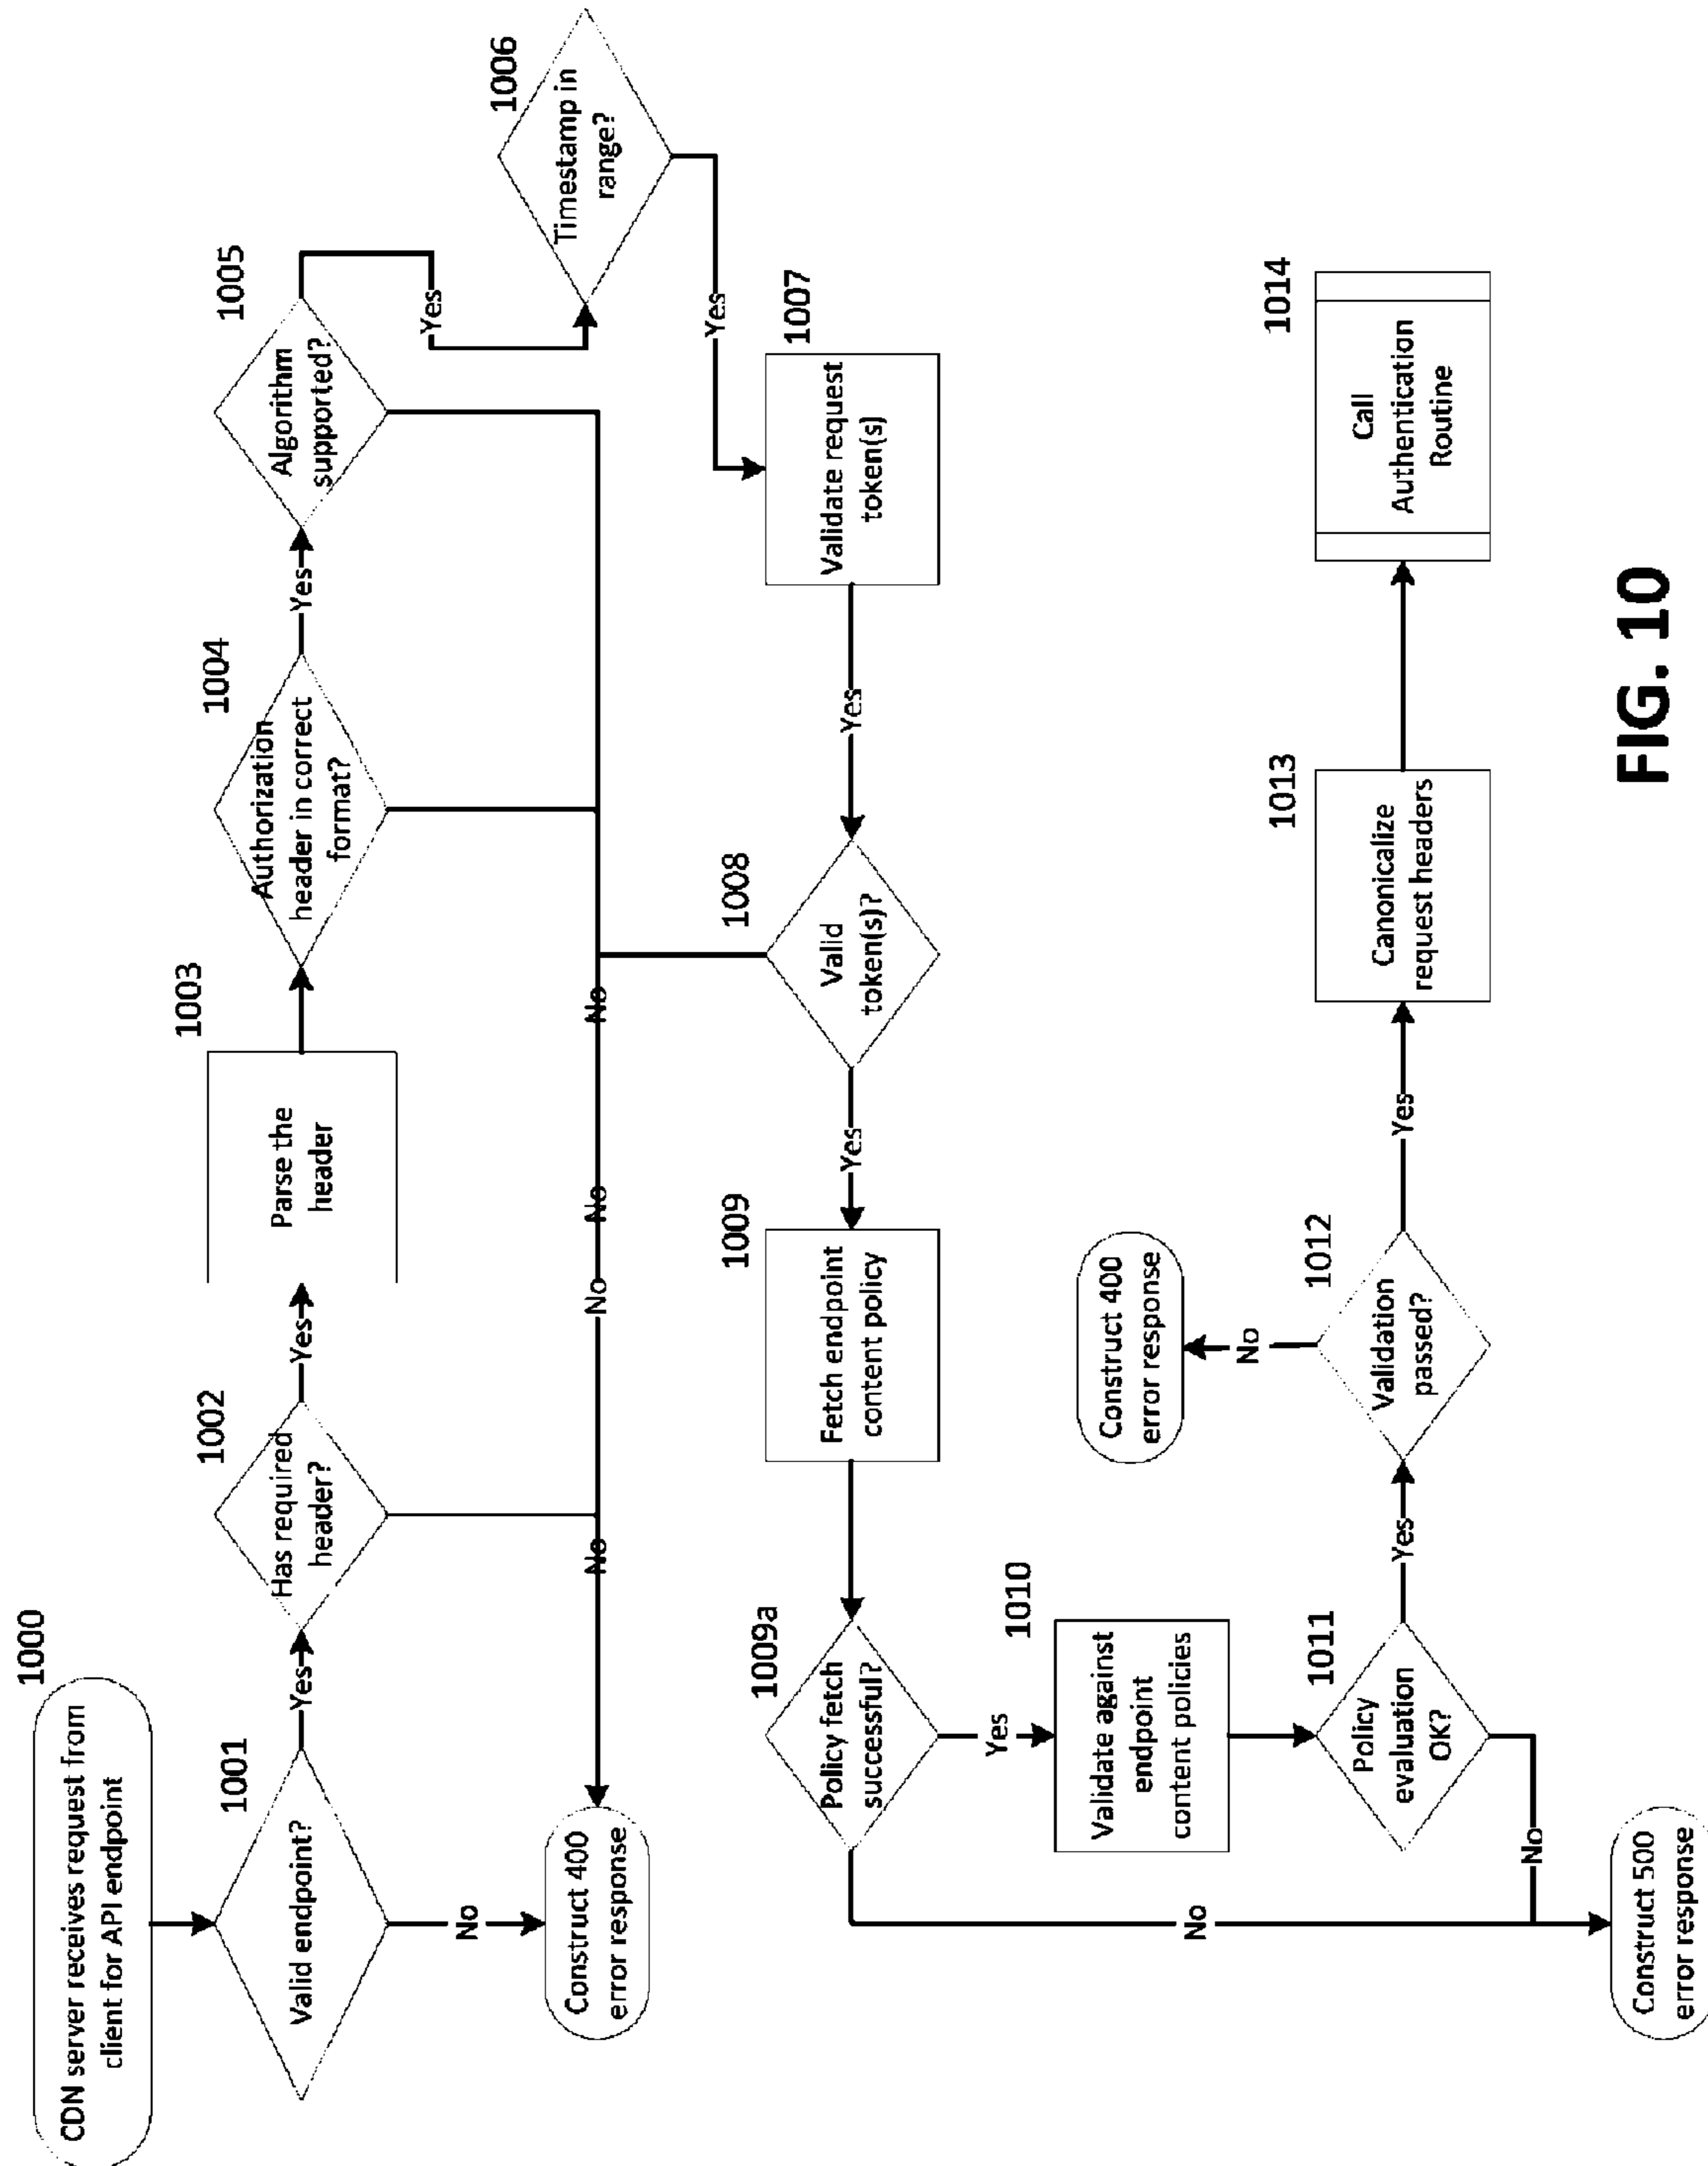 1000
CDN server receives request from
client for API endpoint
1001
Valid endpoint?
Yes
No
1002
Has required
header?
Yes
1003
Parse the
header
1004
Authorization
header in correct
format?
Yes
1005
Algorithm
supported?
Yes
1006
Timestamp in
range?
Yes
No
No
No
No
Construct 400
error response
1007
Validate request
token(s)
Yes
1008
Valid
token(s)?
Yes
1009
Fetch endpoint
content policy
1009a
Policy fetch
successful?
Yes
No
1010
Validate against
endpoint
content policies
1011
Policy
evaluation
OK?
Yes
No
Construct 500
error response
1012
Validation
passed?
No
Construct 400
error response
Yes
1013
Canonicalize
request headers
1014
Call
Authentication
Routine
FIG. 10